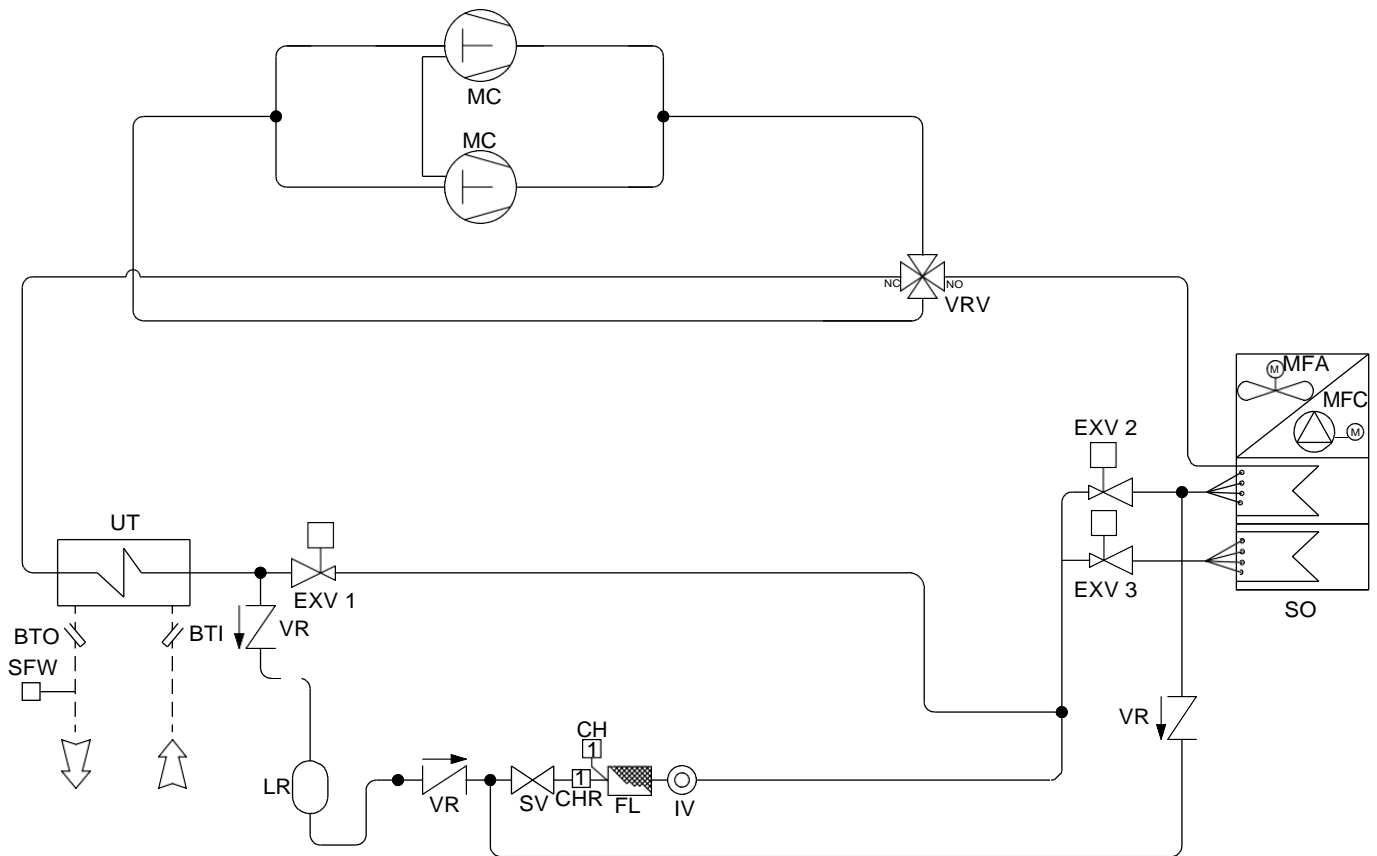 MC
MC
NC
NO
VRV
M
MFA
MFC
M
EXV 2
UT
EXV 3
EXV 1
SO
BTO
BTI
VR
SFW
VR
CH
1
LR
1
VR
SV
CHR
FL
IV